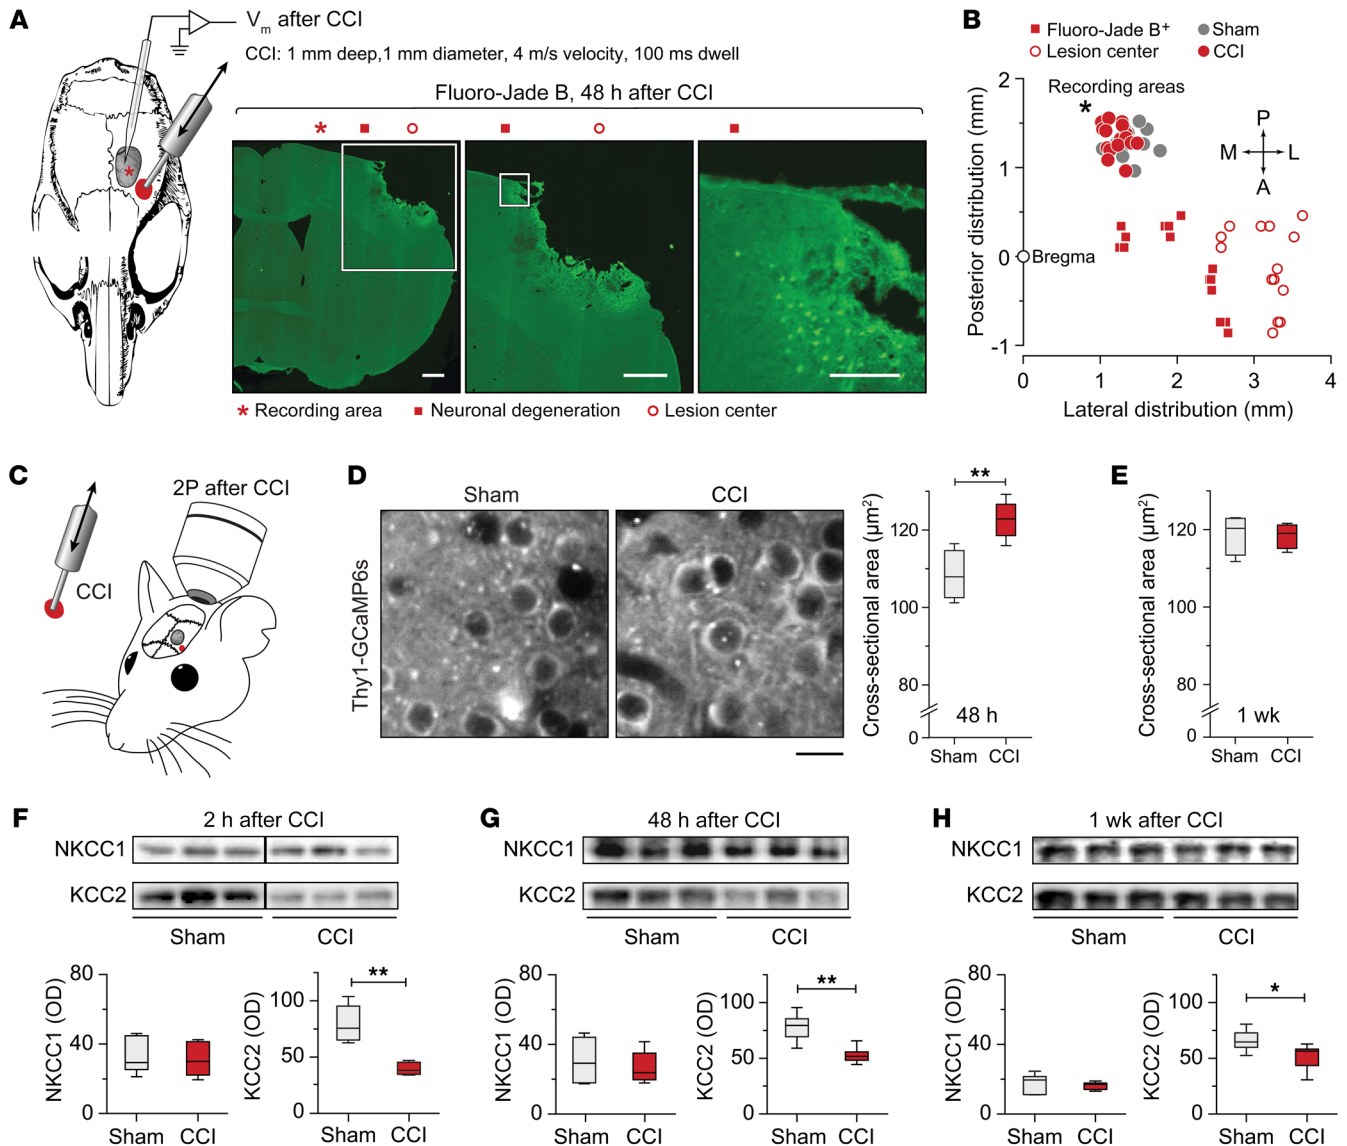 A
Vm after CCI
CCI: 1 mm deep,1 mm diameter, 4 m/s velocity, 100 ms dwell
Fluoro-Jade B, 48 h after CCI
* Recording area ■ Neuronal degeneration ○ Lesion center
B
Fluoro-Jade B+ Sham
Lesion center CCI
Recording areas
*
P
M L
A
Bregma
Posterior distribution (mm)
2
1
0
-1
0 1 2 3 4
Lateral distribution (mm)
C
2P after CCI
CCI
D
Sham CCI
Thy1-GCaMP6s
**
Cross-sectional area (µm²)
120
100
80
0
48 h
Sham CCI
E
Cross-sectional area (µm²)
120
100
80
0
1 wk
Sham CCI
F
2 h after CCI
NKCC1
KCC2
Sham CCI
NKCC1 (OD)
80
40
0
Sham CCI
KCC2 (OD)
100
50
0
**
Sham CCI
G
48 h after CCI
NKCC1
KCC2
Sham CCI
NKCC1 (OD)
80
40
0
Sham CCI
KCC2 (OD)
100
50
0
**
Sham CCI
H
1 wk after CCI
NKCC1
KCC2
Sham CCI
NKCC1 (OD)
80
40
0
Sham CCI
KCC2 (OD)
100
50
0
*
Sham CCI